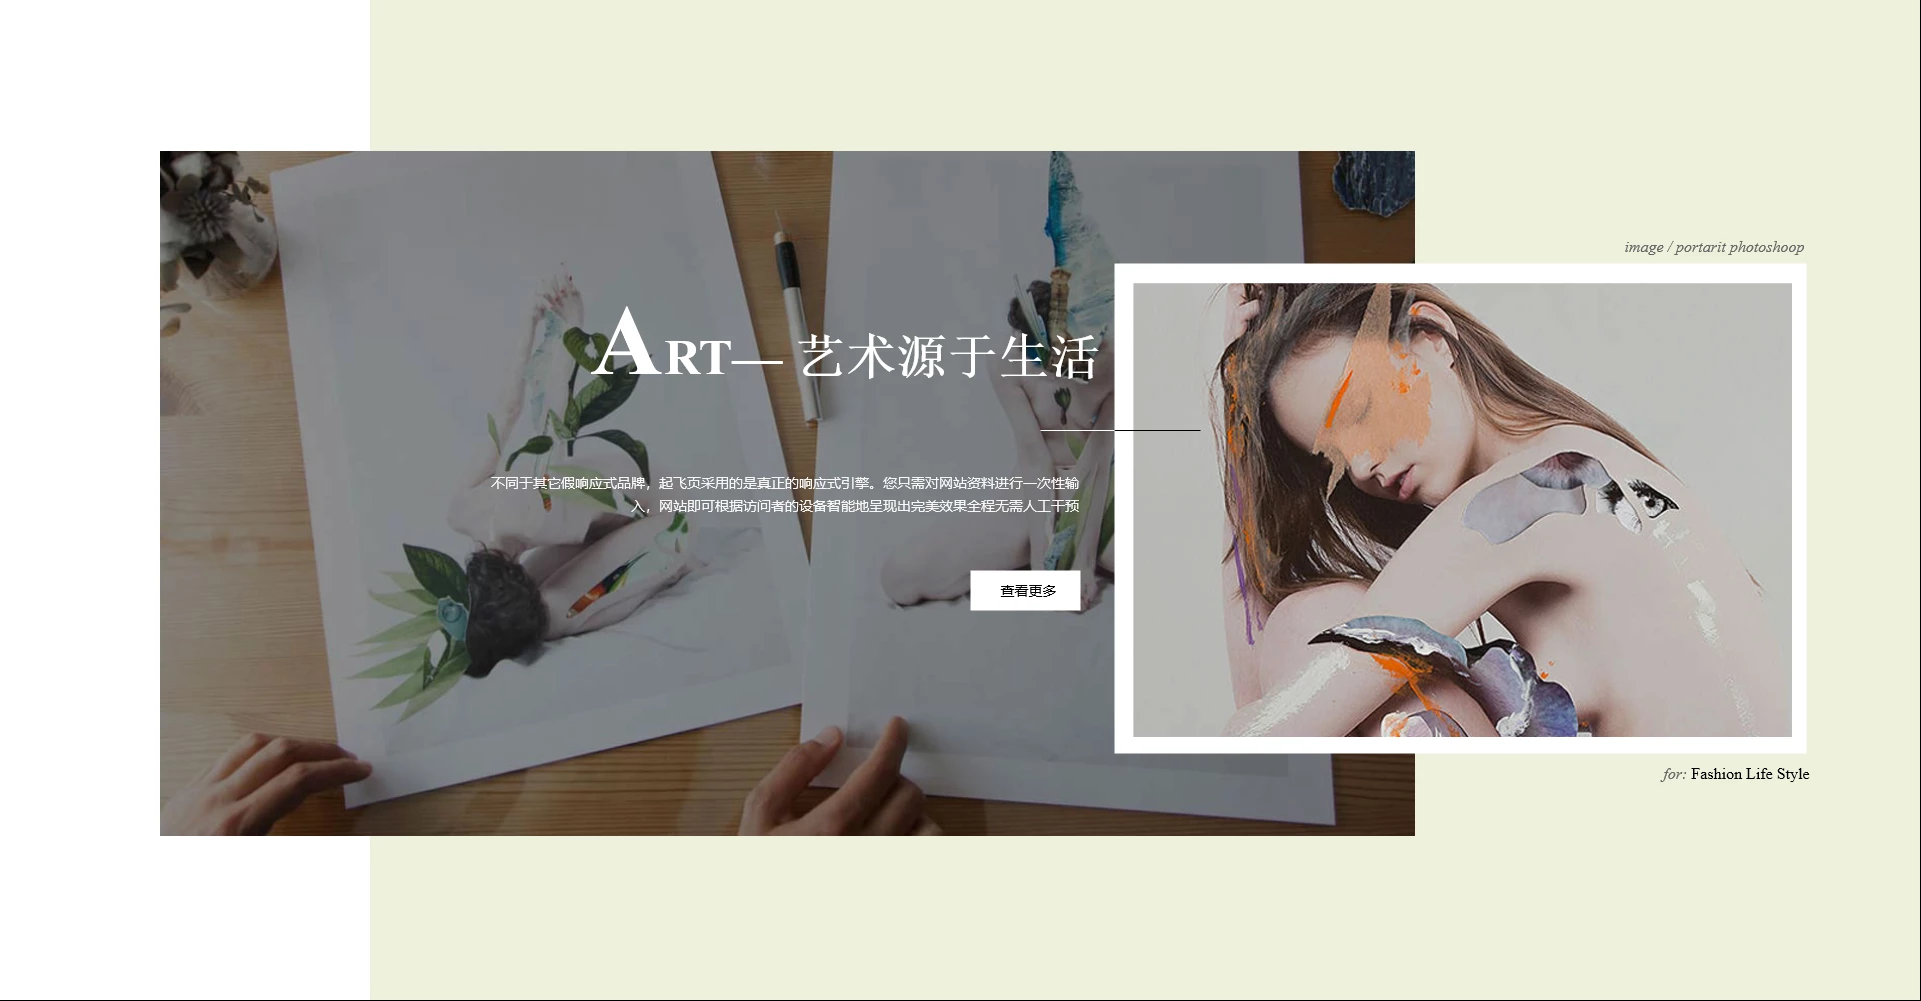 image / portarit photoshoop
ART— 艺术源于生活
不同于其它假响应式品牌，起飞页采用的是真正的响应式引擎。您只需对网站资料进行一次性输
入，网站即可根据访问者的设备智能地呈现出完美效果全程无需人工干预
查看更多
for: Fashion Life Style